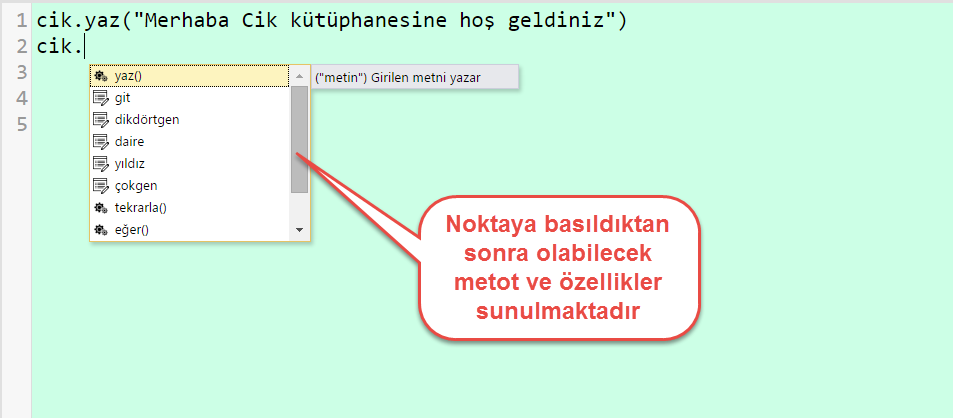 1 cik.yaz("Merhaba Cik kütüphanesine hoş geldiniz")
2 cik.
3
4
5
yaz()
("metin") Girilen metni yazar
git
dikdörtgen
daire
yıldız
çokgen
tekrarla()
eğer()
Noktaya basıldıktan
sonra olabilecek
metot ve özellikler
sunulmaktadır